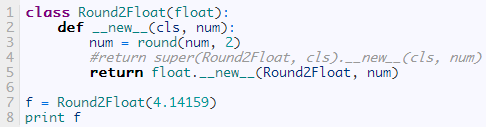 1 class Round2Float(float):
2     def __new__(cls, num):
3         num = round(num, 2)
4         #return super(Round2Float, cls).__new__(cls, num)
5         return float.__new__(Round2Float, num)
6
7 f = Round2Float(4.14159)
8 print f